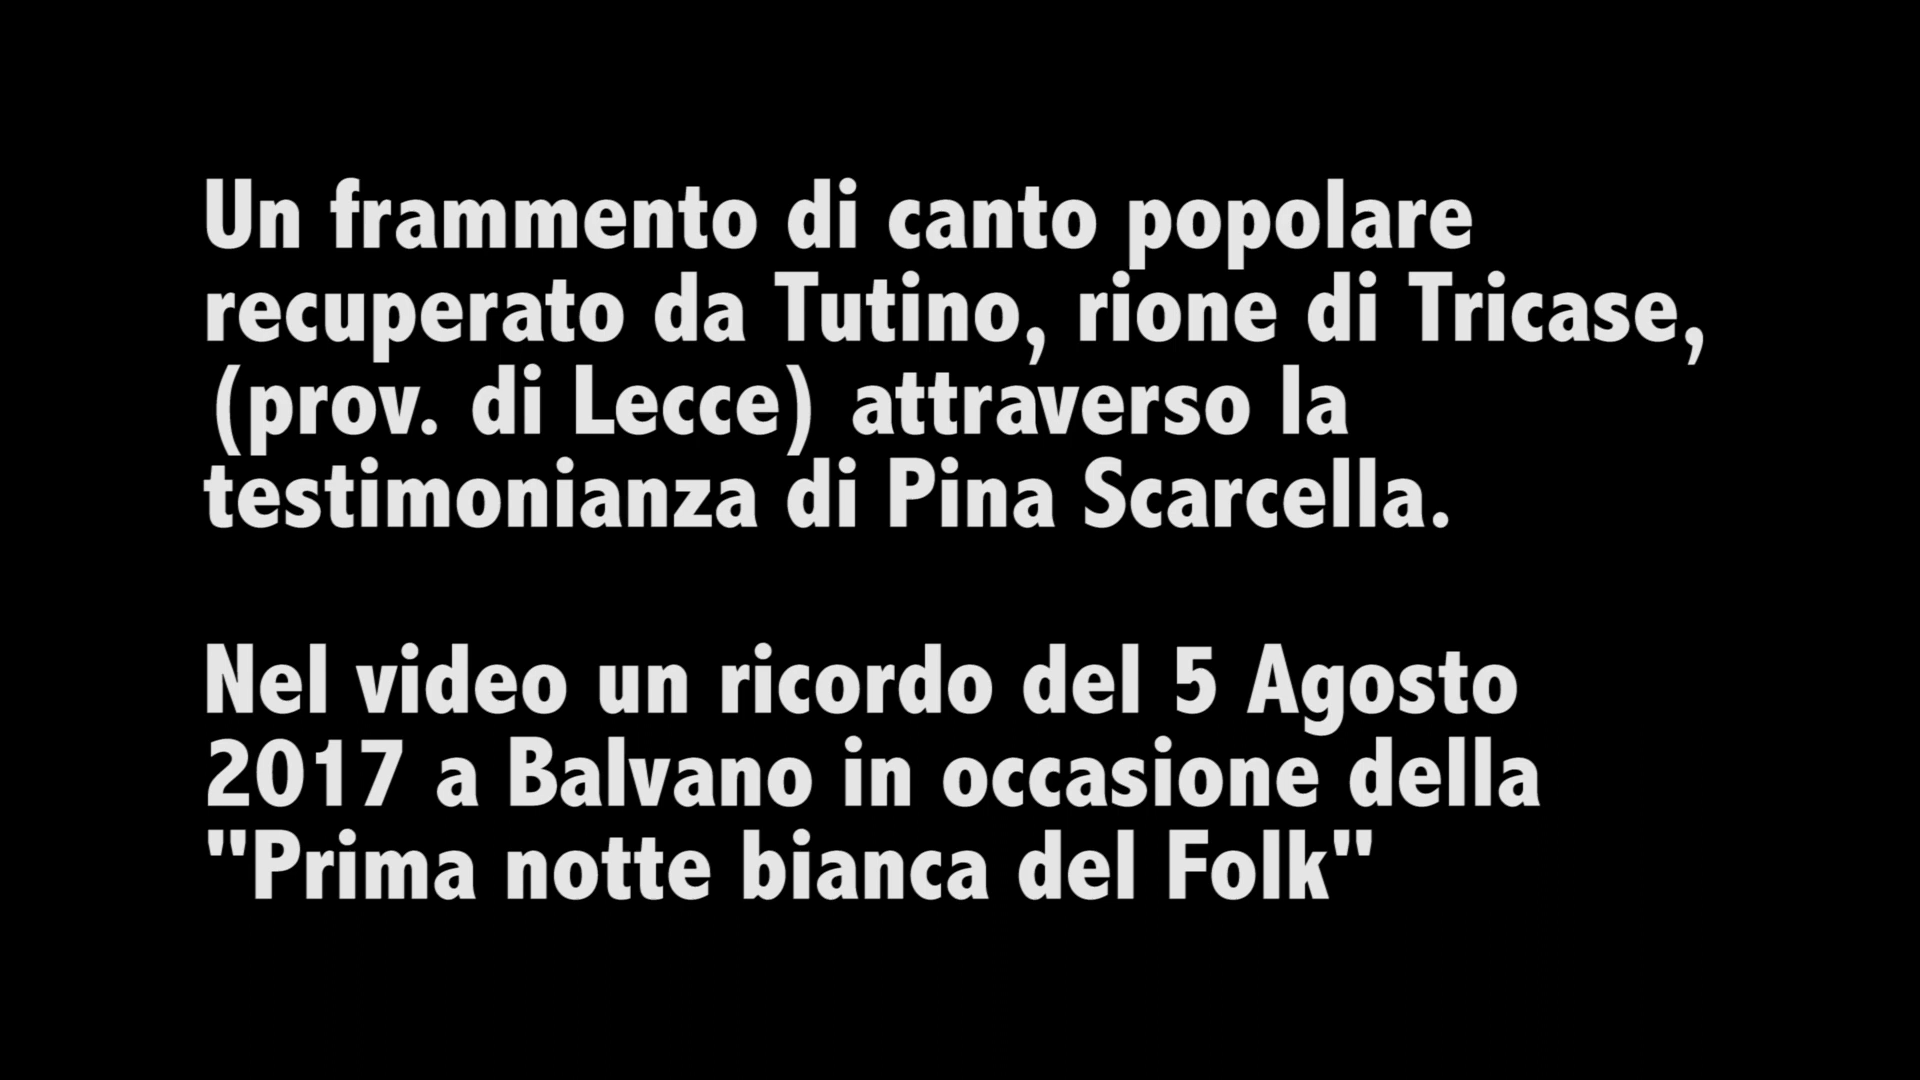 Un frammento di canto popolare
recuperato da Tutino, rione di Tricase,
(prov. di Lecce) attraverso la
testimonianza di Pina Scarcella.
Nel video un ricordo del 5 Agosto
2017 a Balvano in occasione della
"Prima notte bianca del Folk"